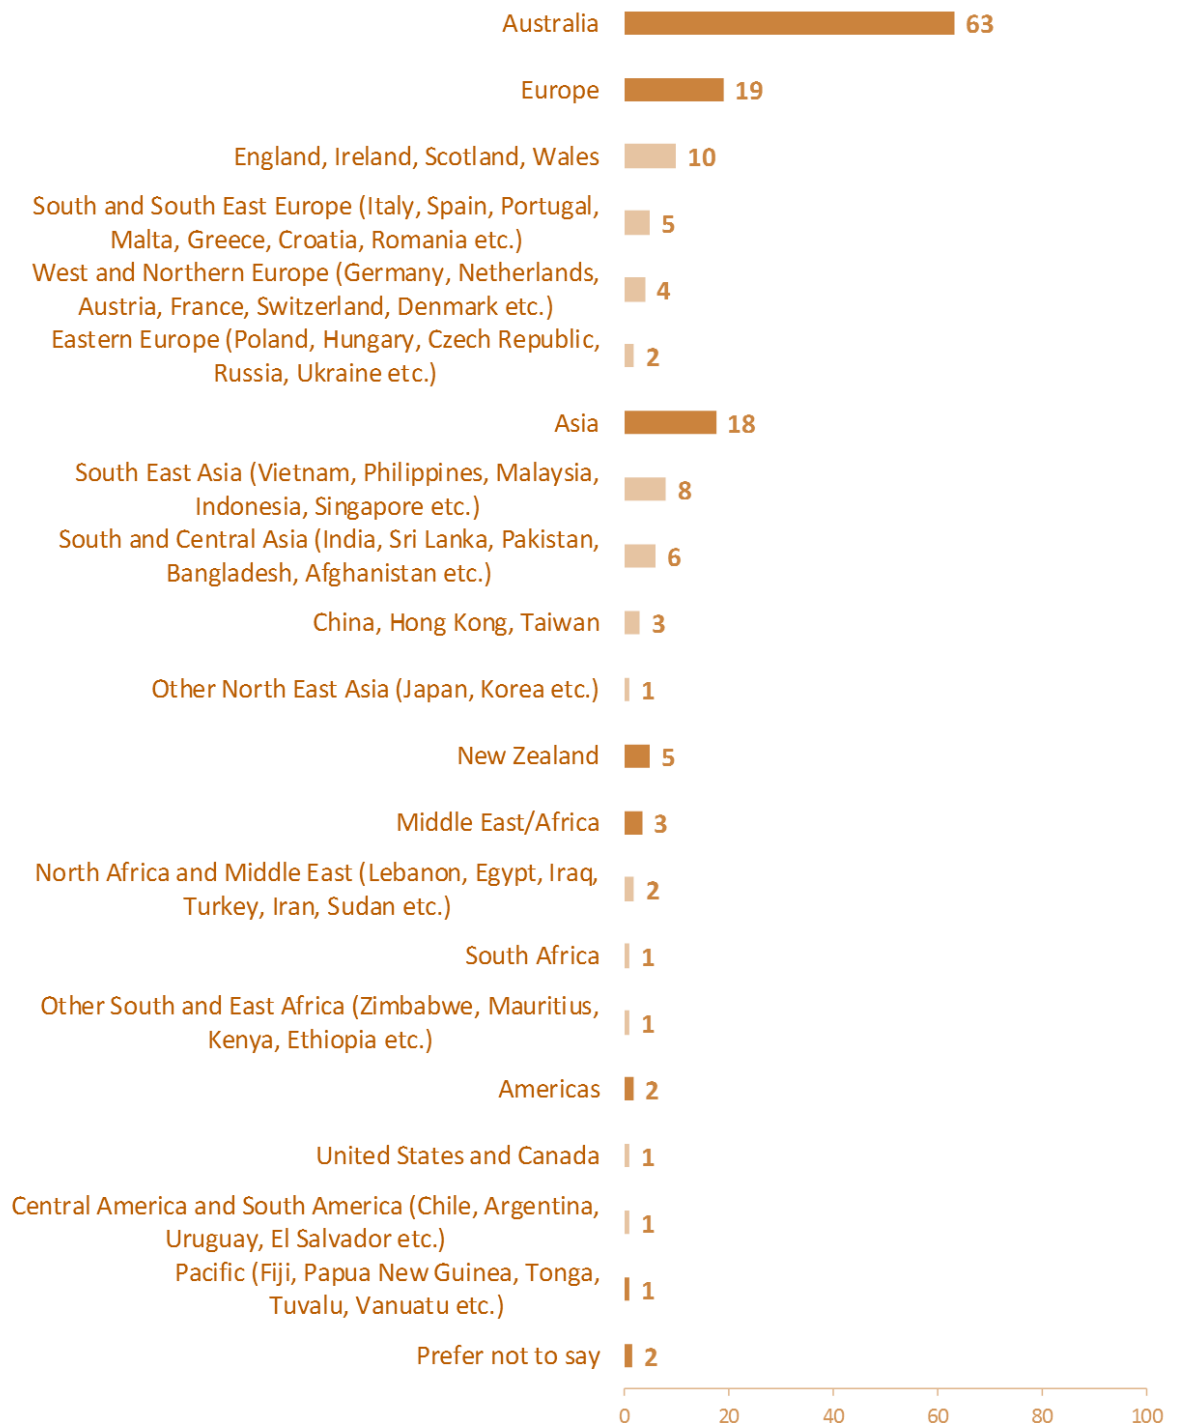 Australia 63
Europe 19
England, Ireland, Scotland, Wales 10
South and South East Europe (Italy, Spain, Portugal,
Malta, Greece, Croatia, Romania etc.) 5
West and Northern Europe (Germany, Netherlands,
Austria, France, Switzerland, Denmark etc.) 4
Eastern Europe (Poland, Hungary, Czech Republic,
Russia, Ukraine etc.) 2
Asia 18
South East Asia (Vietnam, Philippines, Malaysia,
Indonesia, Singapore etc.) 8
South and Central Asia (India, Sri Lanka, Pakistan,
Bangladesh, Afghanistan etc.) 6
China, Hong Kong, Taiwan 3
Other North East Asia (Japan, Korea etc.) 1
New Zealand 5
Middle East/Africa 3
North Africa and Middle East (Lebanon, Egypt, Iraq,
Turkey, Iran, Sudan etc.) 2
South Africa 1
Other South and East Africa (Zimbabwe, Mauritius,
Kenya, Ethiopia etc.) 1
Americas 2
United States and Canada 1
Central America and South America (Chile, Argentina,
Uruguay, El Salvador etc.) 1
Pacific (Fiji, Papua New Guinea, Tonga,
Tuvalu, Vanuatu etc.) 1
Prefer not to say 2
0 20 40 60 80 100